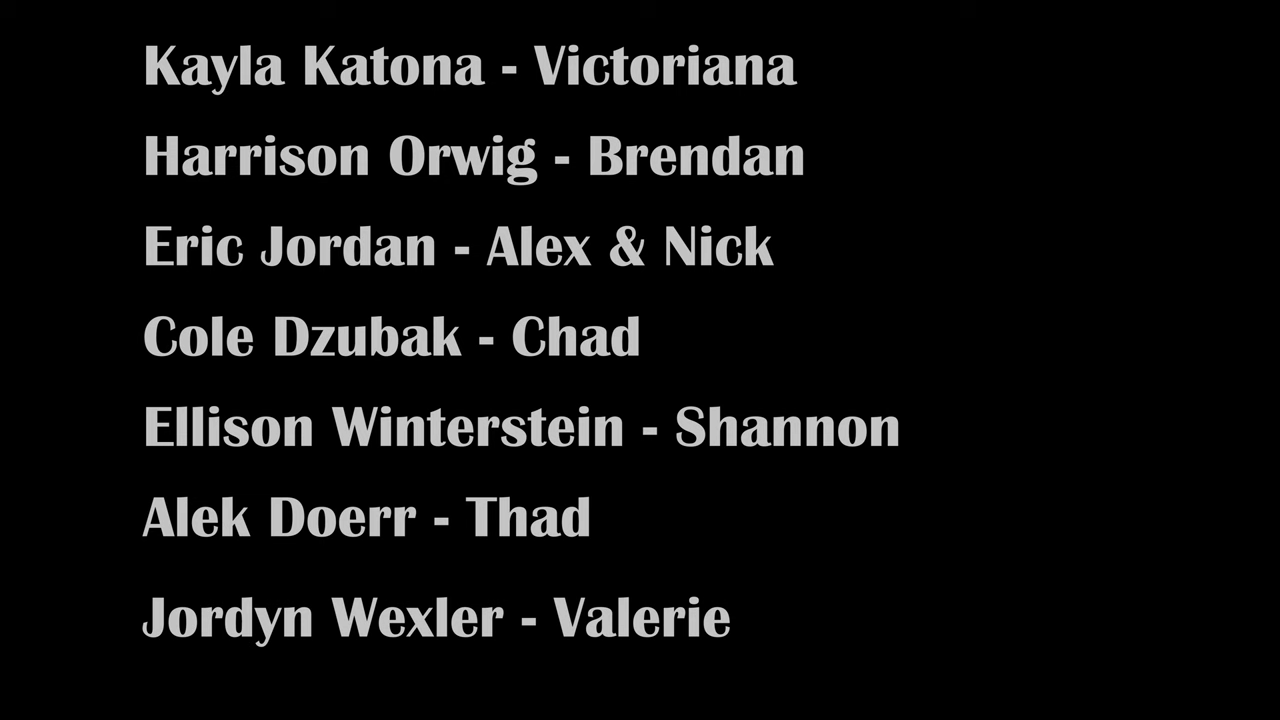 Kayla Katona - Victoriana
Harrison Orwig - Brendan
Eric Jordan - Alex & Nick
Cole Dzubak - Chad
Ellison Winterstein - Shannon
Alek Doerr - Thad
Jordyn Wexler - Valerie